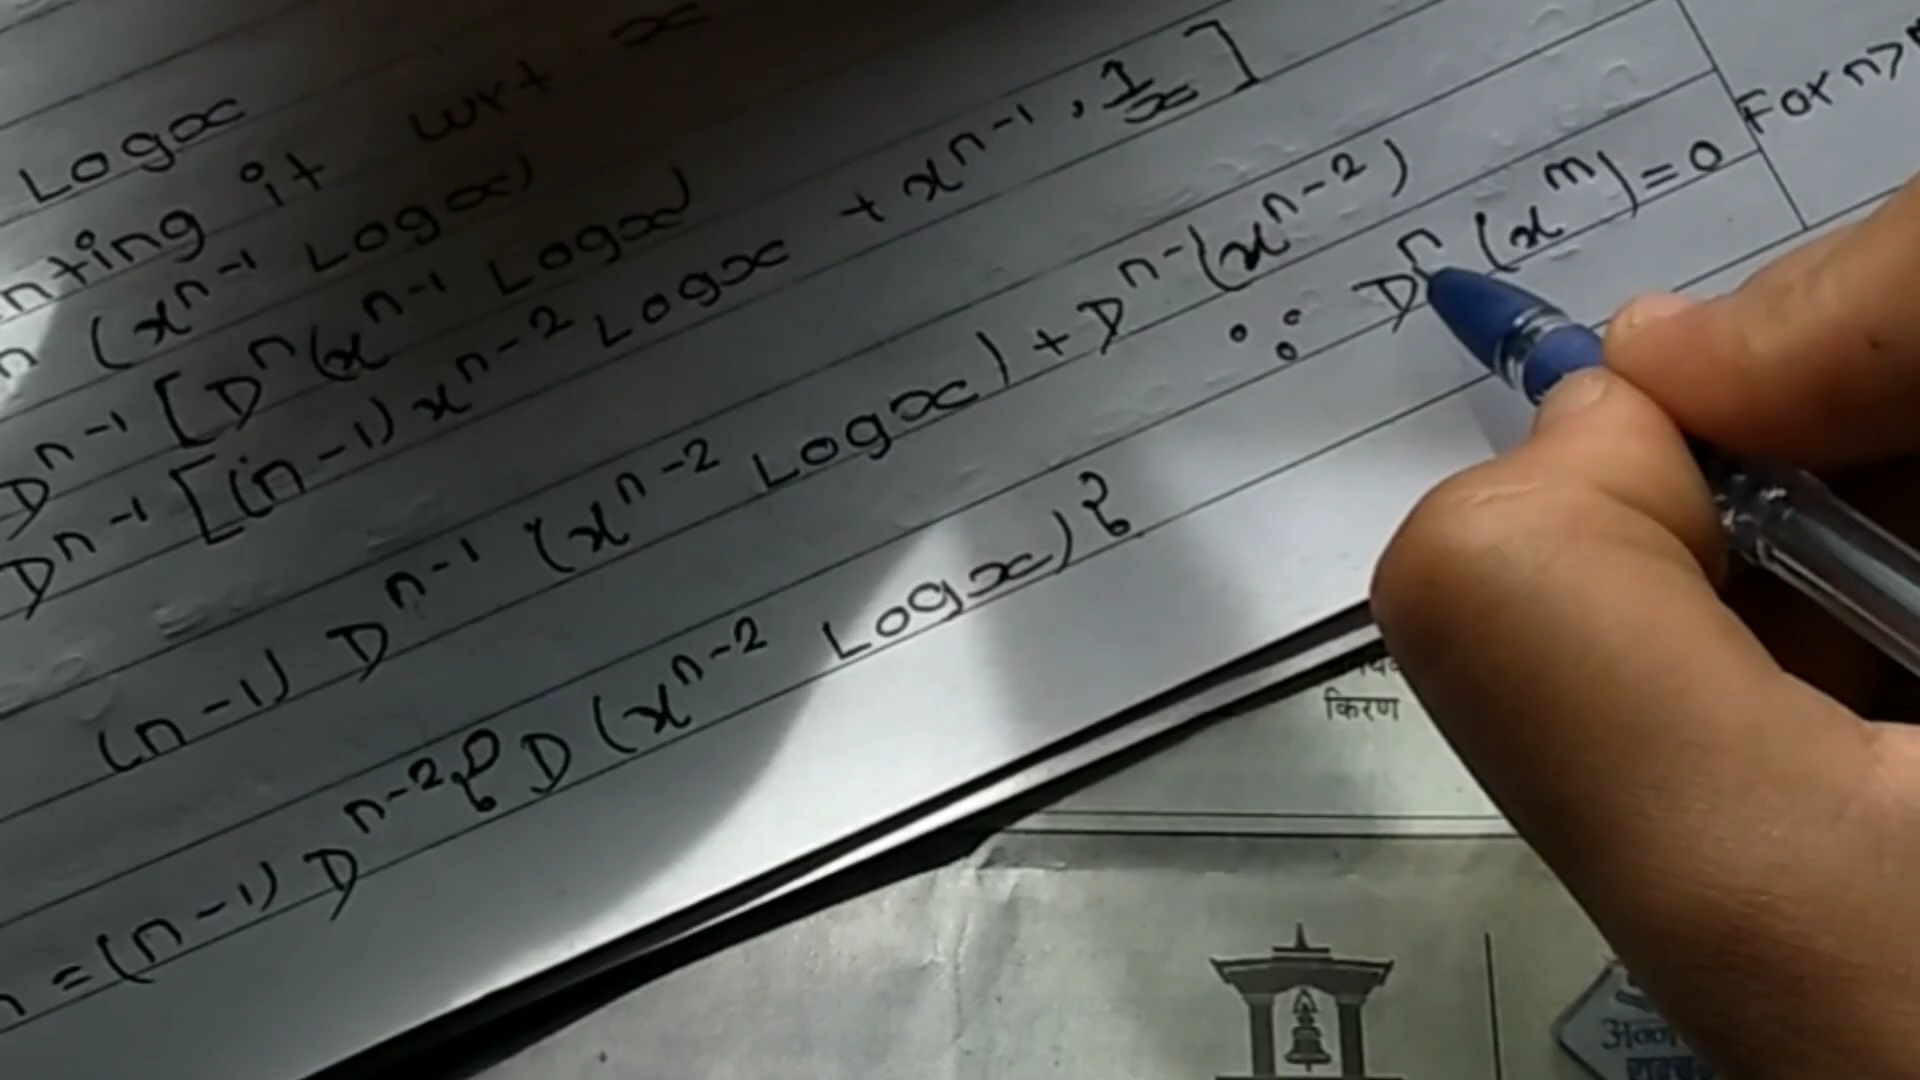 Logx
nting it wrt. x
n (x^{n-1} Logx)
D^{n-1} [D^n (x^{n-1} Logx)
D^{n-1} [(n-1) x^{n-2} Logx + x^{n-1} . 1/x]
(n-1) D^{n-1} (x^{n-2} Logx) + D^{n-1} (x^{n-2})
∵ D^n (x^m) = 0 For n>
= (n-1) D^{n-2} { D (x^{n-2} Logx) }
किरण